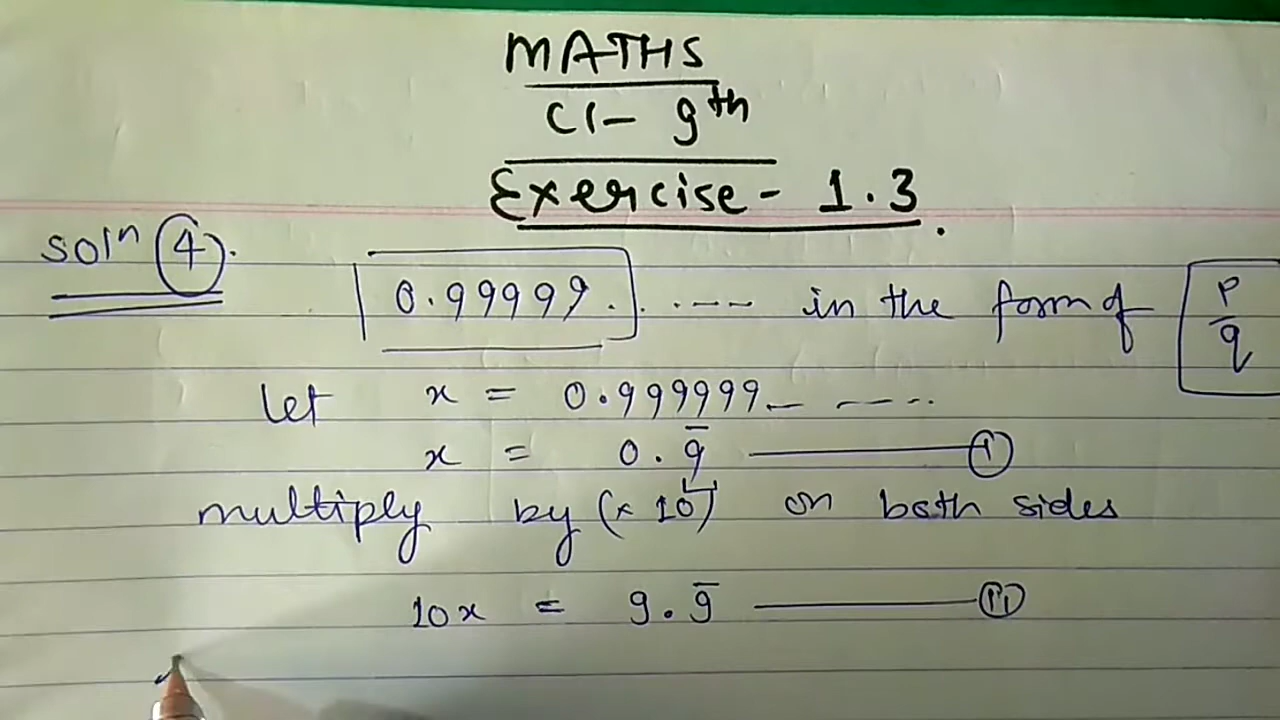 MATHS
Cl- 9th
Exercise - 1.3.
Soln 4.
0.99999. .---- in the form of p/q
Let x = 0.999999- ----..
x = 0.9̅ ——— (i)
multiply by (× 10) on both sides
10x = 9.9̅ ——— (ii)